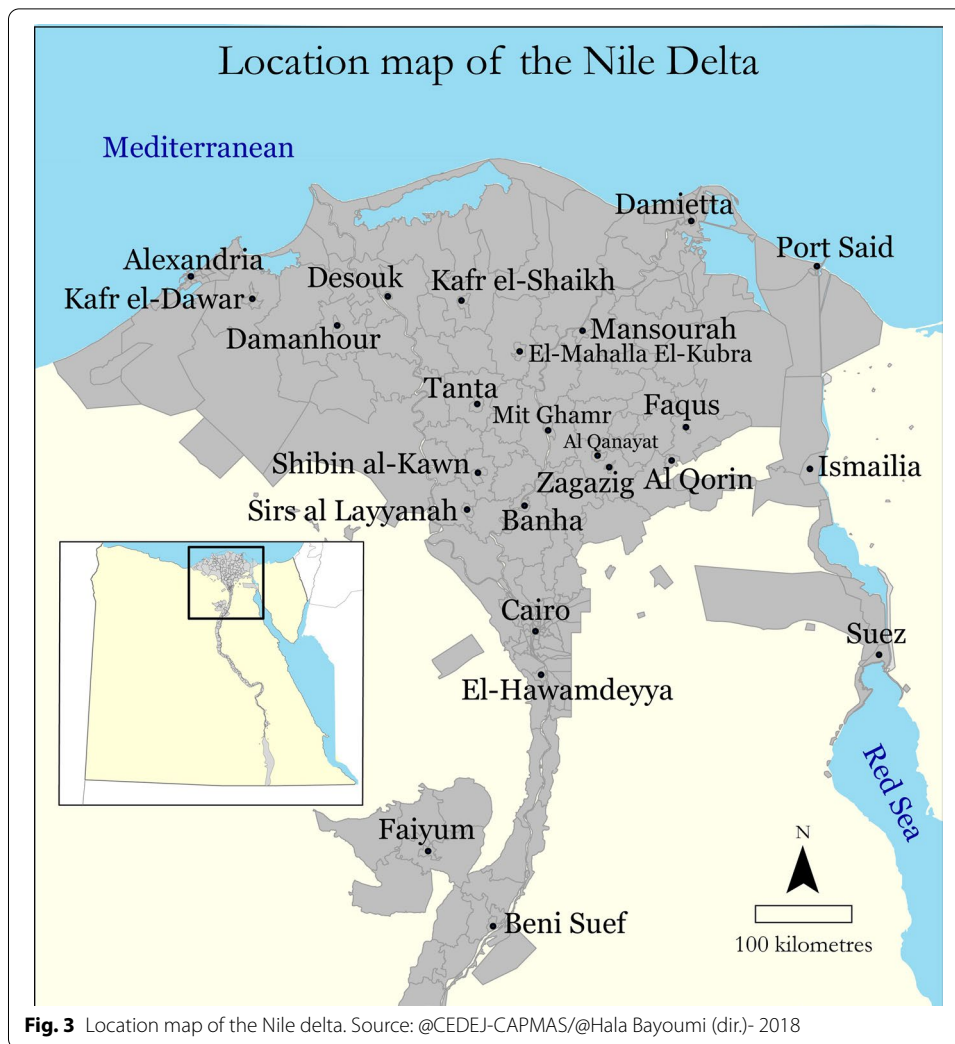 Location map of the Nile Delta
Mediterranean
Damietta
Port Said
Alexandria
Desouk
Kafr el-Shaikh
Kafr el-Dawar
Damanhour
Mansourah
El-Mahalla El-Kubra
Tanta
Mit Ghamr
Faqus
Al Qanayat
Shibin al-Kawn
Zagazig
Al Qorin
Ismailia
Sirs al Layyanah
Banha
Cairo
Suez
El-Hawamdeyya
Red Sea
Faiyum
N
Beni Suef
100 kilometres
Fig. 3 Location map of the Nile delta. Source: @CEDEJ-CAPMAS/@Hala Bayoumi (dir.)- 2018